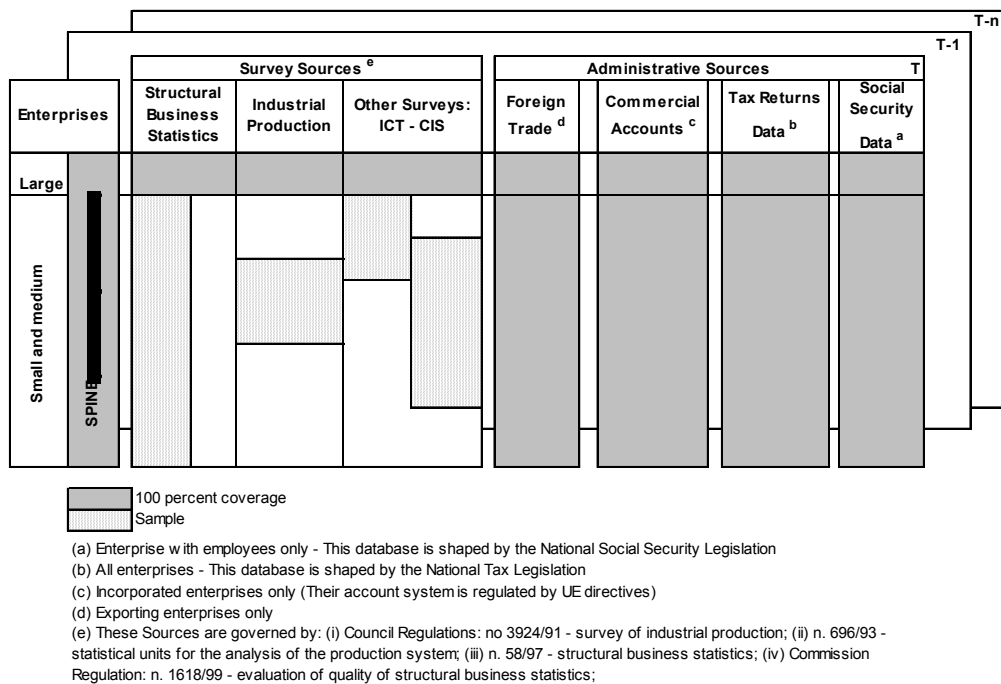 T-n
T-1
Survey Sources e
Administrative Sources T
Enterprises
Structural
Business
Statistics
Industrial
Production
Other Surveys:
ICT - CIS
Foreign
Trade d
Commercial
Accounts c
Tax Returns
Data b
Social
Security
Data a
Large
Small and medium
SPINE
100 percent coverage
Sample
(a) Enterprise with employees only - This database is shaped by the National Social Security Legislation
(b) All enterprises - This database is shaped by the National Tax Legislation
(c) Incorporated enterprises only (Their account system is regulated by UE directives)
(d) Exporting enterprises only
(e) These Sources are governed by: (i) Council Regulations: no 3924/91 - survey of industrial production; (ii) n. 696/93 -
statistical units for the analysis of the production system; (iii) n. 58/97 - structural business statistics; (iv) Commission
Regulation: n. 1618/99 - evaluation of quality of structural business statistics;